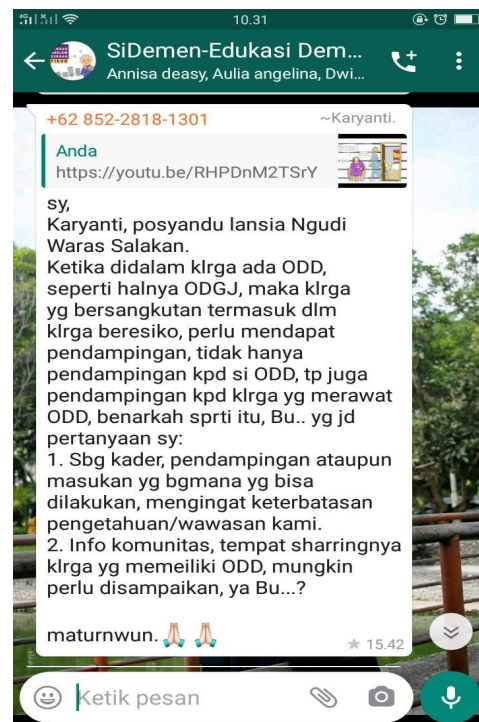 4G
10.31
SiDemen-Edukasi Dem...
Annisa deasy, Aulia angelina, Dwi...
+62 852-2818-1301
~Karyanti.
Anda
https://youtu.be/RHPDnM2TSrY
sy,
Karyanti, posyandu lansia Ngudi
Waras Salakan.
Ketika didalam klrga ada ODD,
seperti halnya ODGJ, maka klrga
yg bersangkutan termasuk dlm
klrga beresiko, perlu mendapat
pendampingan, tidak hanya
pendampingan kpd si ODD, tp juga
pendampingan kpd klrga yg merawat
ODD, benarkah sprti itu, Bu.. yg jd
pertanyaan sy:
1. Sbg kader, pendampingan ataupun
masukan yg bgmana yg bisa
dilakukan, mengingat keterbatasan
pengetahuan/wawasan kami.
2. Info komunitas, tempat sharringnya
klrga yg memeiliki ODD, mungkin
perlu disampaikan, ya Bu...?
maturnwun. 🙏🏻 🙏🏻
★ 15.42
Ketik pesan